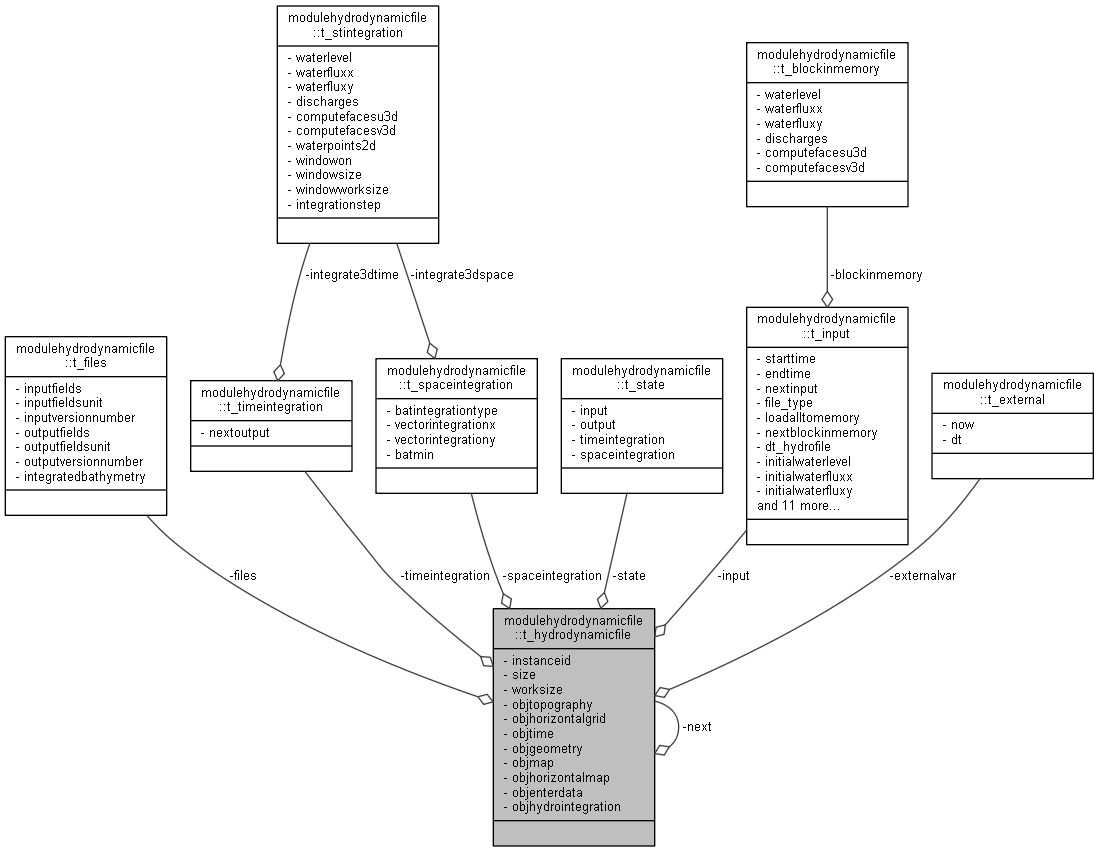 modulehydrodynamicfile
::t_stintegration
- waterlevel
- waterfluxx
- waterfluxy
- discharges
- computefacesu3d
- computefacesv3d
- waterpoints2d
- windowon
- windowsize
- windowworksize
- integrationstep
modulehydrodynamicfile
::t_blockinmemory
- waterlevel
- waterfluxx
- waterfluxy
- discharges
- computefacesu3d
- computefacesv3d
-integrate3dtime
-integrate3dspace
-blockinmemory
modulehydrodynamicfile
::t_files
- inputfields
- inputfieldsunit
- inputversionnumber
- outputfields
- outputfieldsunit
- outputversionnumber
- integratedbathymetry
modulehydrodynamicfile
::t_timeintegration
- nextoutput
modulehydrodynamicfile
::t_spaceintegration
- batintegrationtype
- vectorintegrationx
- vectorintegrationy
- batmin
modulehydrodynamicfile
::t_state
- input
- output
- timeintegration
- spaceintegration
modulehydrodynamicfile
::t_input
- starttime
- endtime
- nextinput
- file_type
- loadalltomemory
- nextblockinmemory
- dt_hydrofile
- initialwaterlevel
- initialwaterfluxx
- initialwaterfluxy
and 11 more...
modulehydrodynamicfile
::t_external
- now
- dt
-files
-timeintegration
-spaceintegration
-state
-input
-externalvar
modulehydrodynamicfile
::t_hydrodynamicfile
- instanceid
- size
- worksize
- objtopography
- objhorizontalgrid
- objtime
- objgeometry
- objmap
- objhorizontalmap
- objenterdata
- objhydrointegration
-next